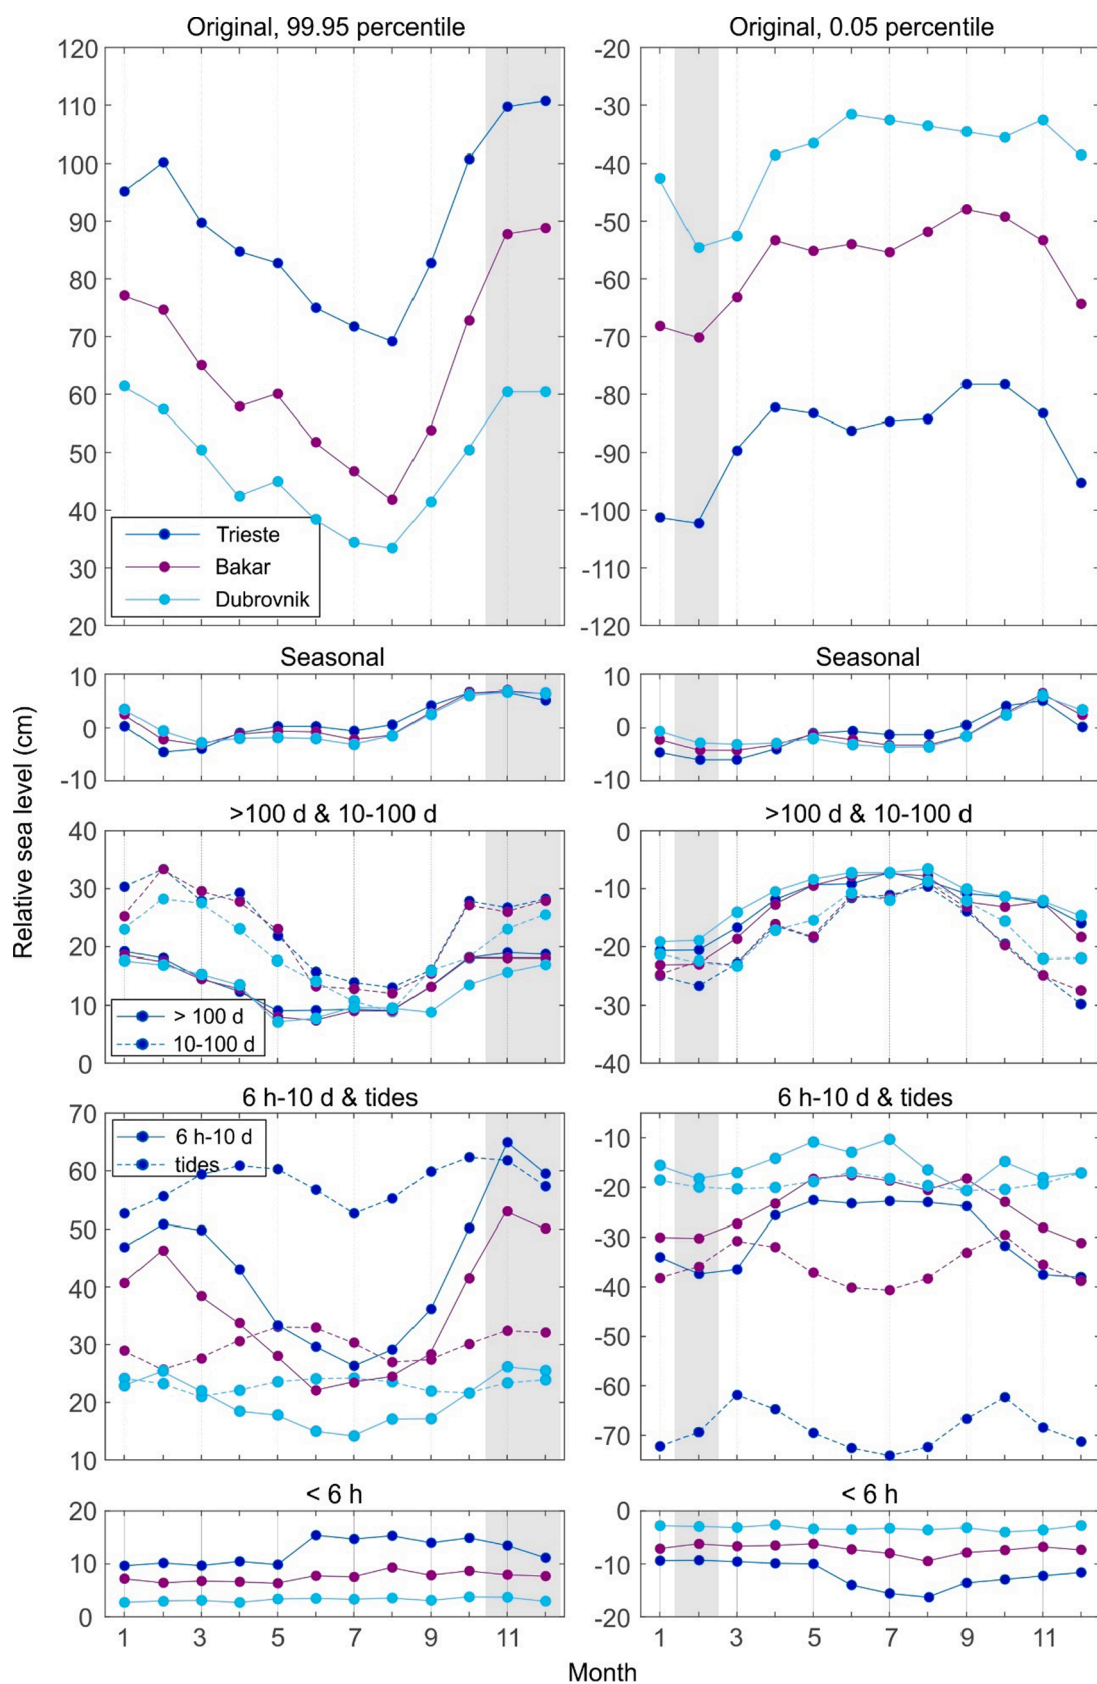 Original, 99.95 percentile
Original, 0.05 percentile
120
110
100
90
80
70
60
50
40
30
20
Trieste
Bakar
Dubrovnik
-20
-30
-40
-50
-60
-70
-80
-90
-100
-110
-120
Relative sea level (cm)
Seasonal
Seasonal
10
0
-10
10
0
-10
>100 d & 10-100 d
>100 d & 10-100 d
40
30
20
10
0
> 100 d
10-100 d
0
-10
-20
-30
-40
6 h-10 d & tides
6 h-10 d & tides
70
60
50
40
30
20
10
6 h-10 d
tides
-10
-20
-30
-40
-50
-60
-70
< 6 h
< 6 h
20
10
0
0
-10
-20
1 3 5 7 9 11
1 3 5 7 9 11
Month